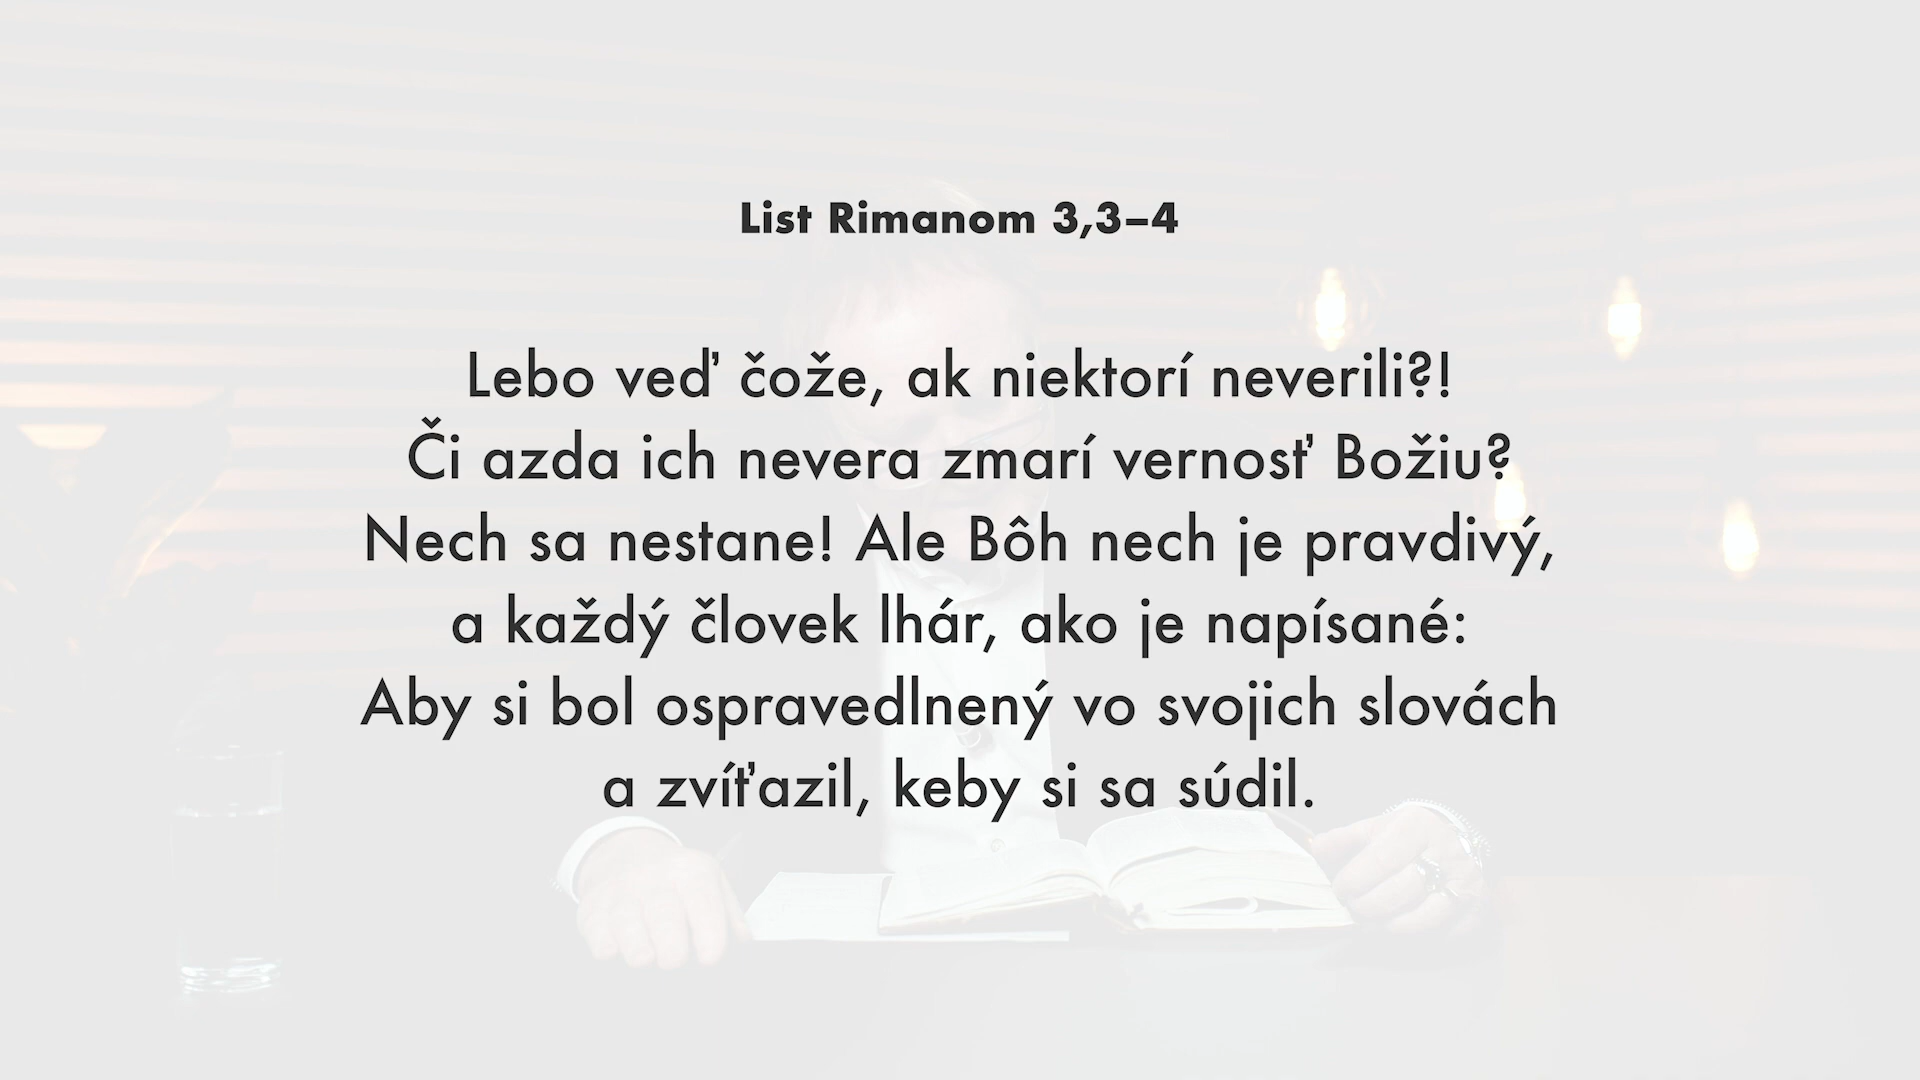 List Rimanom 3,3–4
Lebo veď čože, ak niektorí neverili?!
Či azda ich nevera zmarí vernosť Božiu?
Nech sa nestane! Ale Bôh nech je pravdivý,
a každý človek lhár, ako je napísané:
Aby si bol ospravedlnený vo svojich slovách
a zvíťazil, keby si sa súdil.